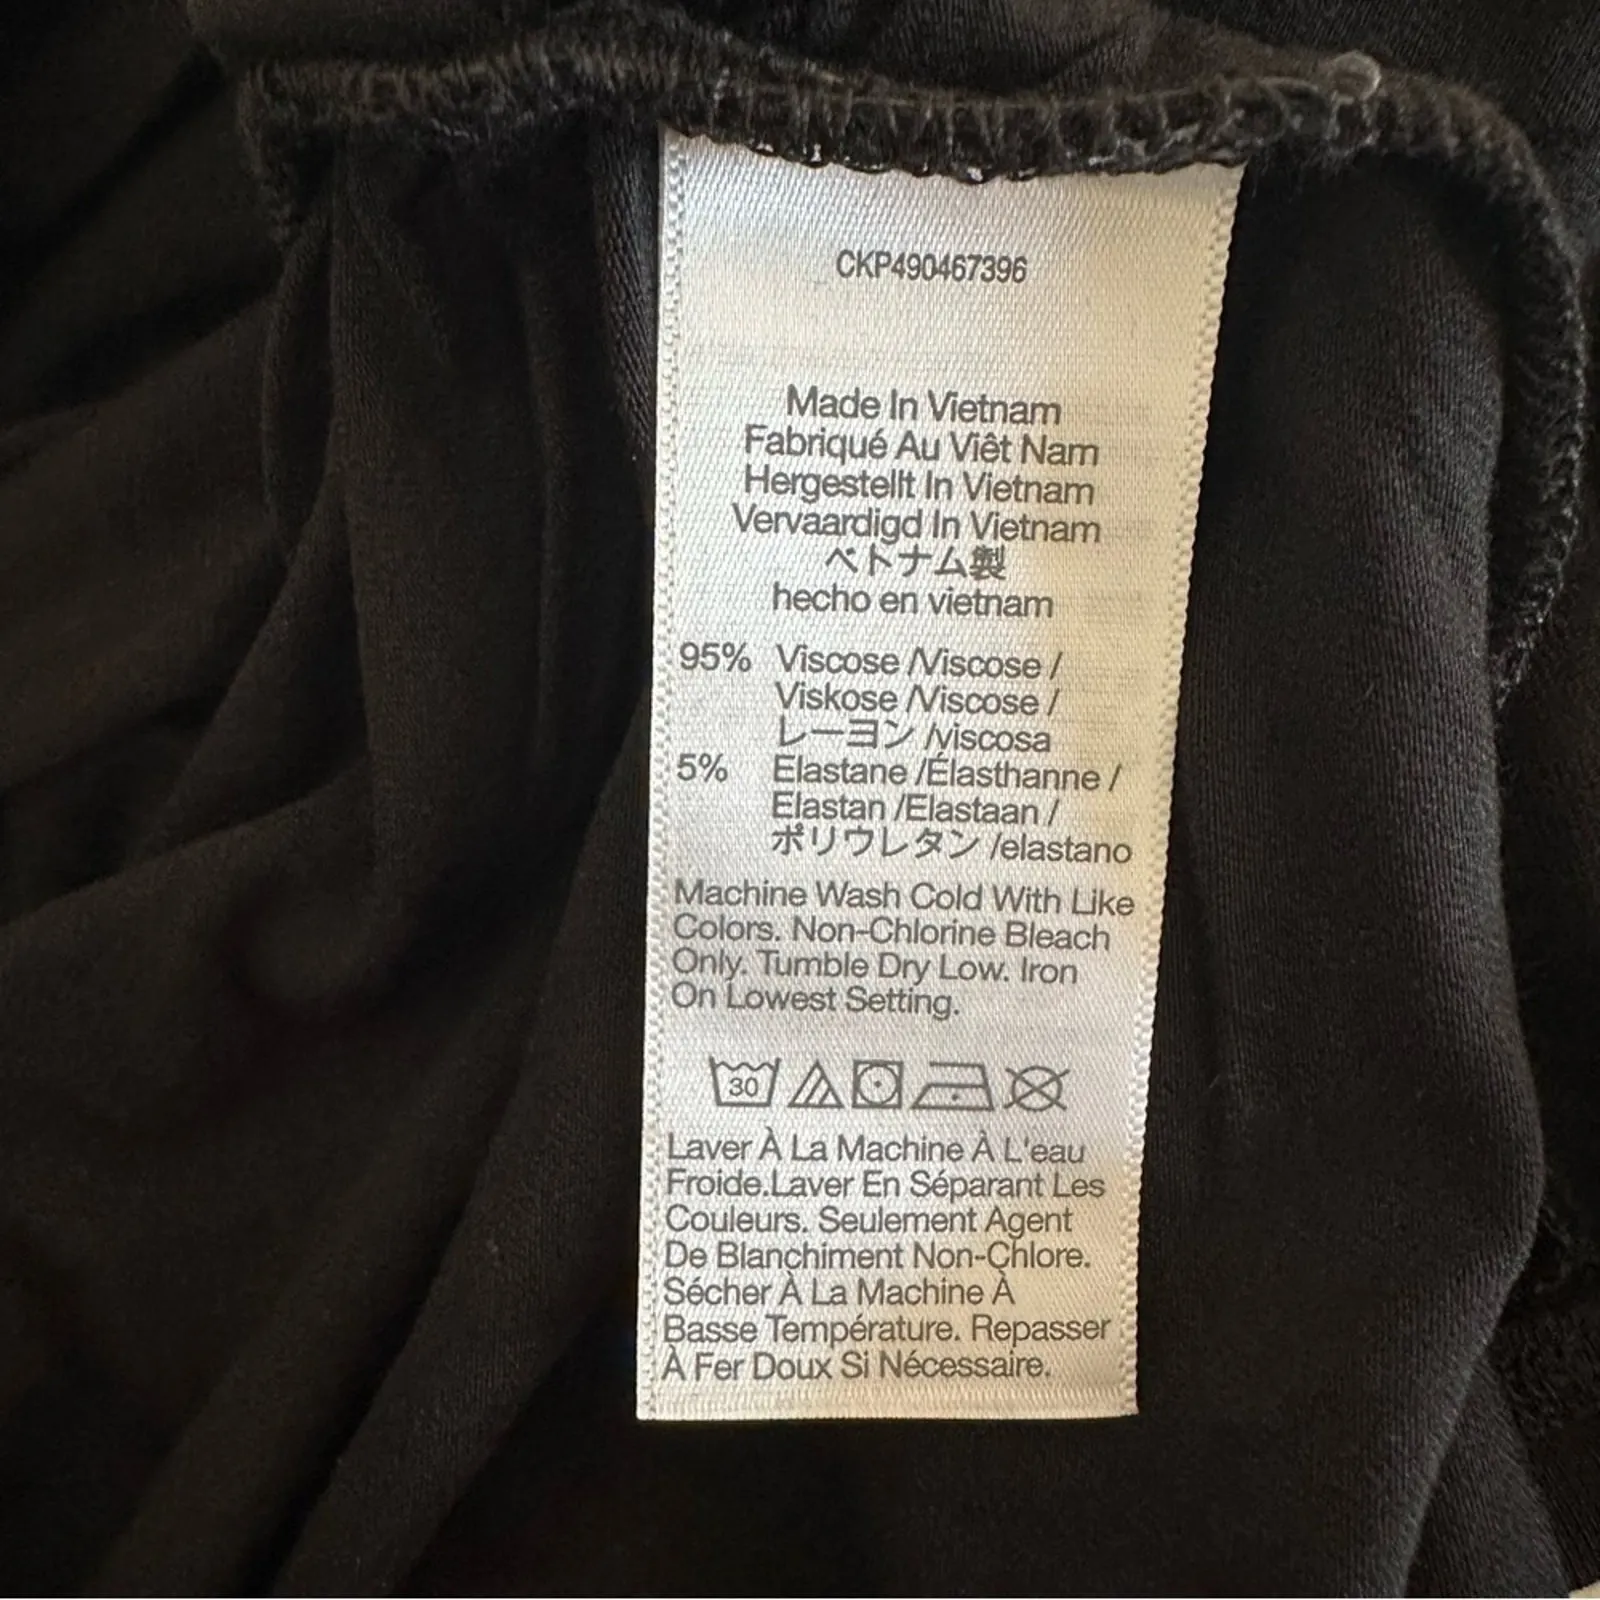 CKP490467396
Made In Vietnam
Fabriqué Au Viêt Nam
Hergestellt In Vietnam
Vervaardigd In Vietnam
ベトナム製
hecho en vietnam
95% Viscose /Viscose /
Viskose /Viscose /
レーヨン /viscosa
5% Elastane /Élasthanne /
Elastan /Elastaan /
ポリウレタン /elastano
Machine Wash Cold With Like
Colors. Non-Chlorine Bleach
Only. Tumble Dry Low. Iron
On Lowest Setting.
30
Laver À La Machine À L'eau
Froide.Laver En Séparant Les
Couleurs. Seulement Agent
De Blanchiment Non-Chlore.
Sécher À La Machine À
Basse Température. Repasser
À Fer Doux Si Nécessaire.